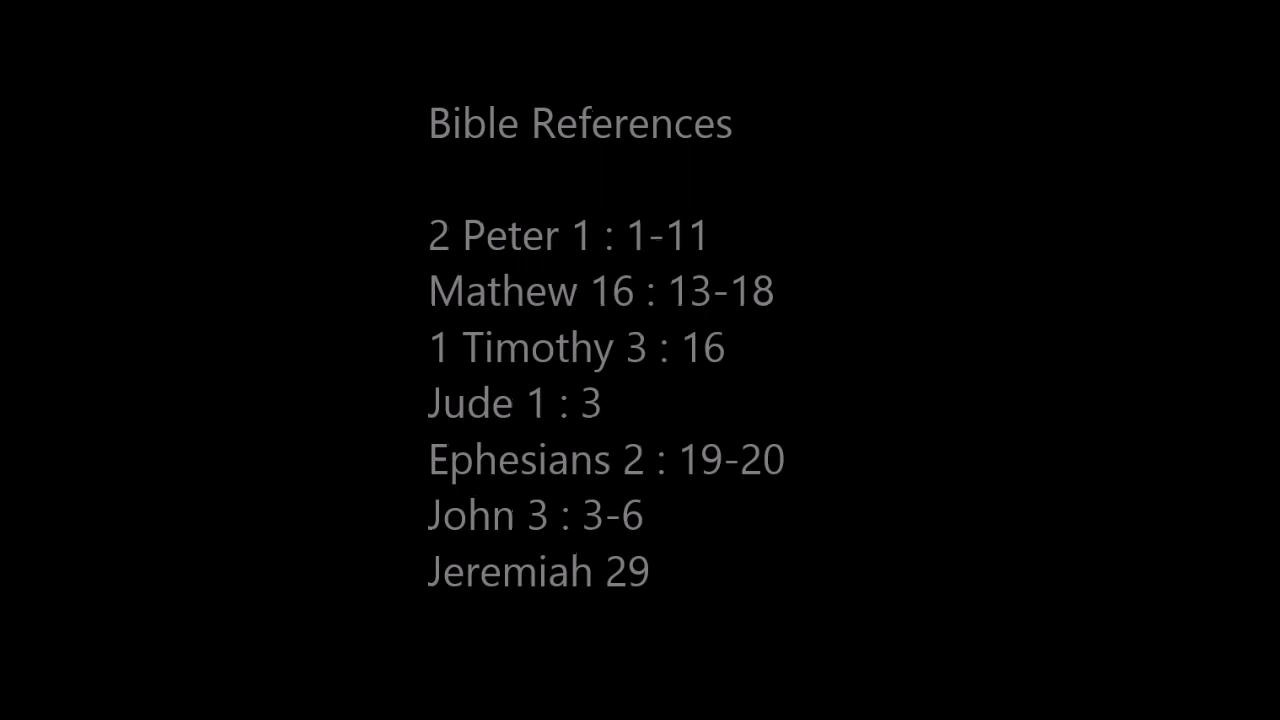 Bible References
2 Peter 1 : 1-11
Mathew 16 : 13-18
1 Timothy 3 : 16
Jude 1 : 3
Ephesians 2 : 19-20
John 3 : 3-6
Jeremiah 29